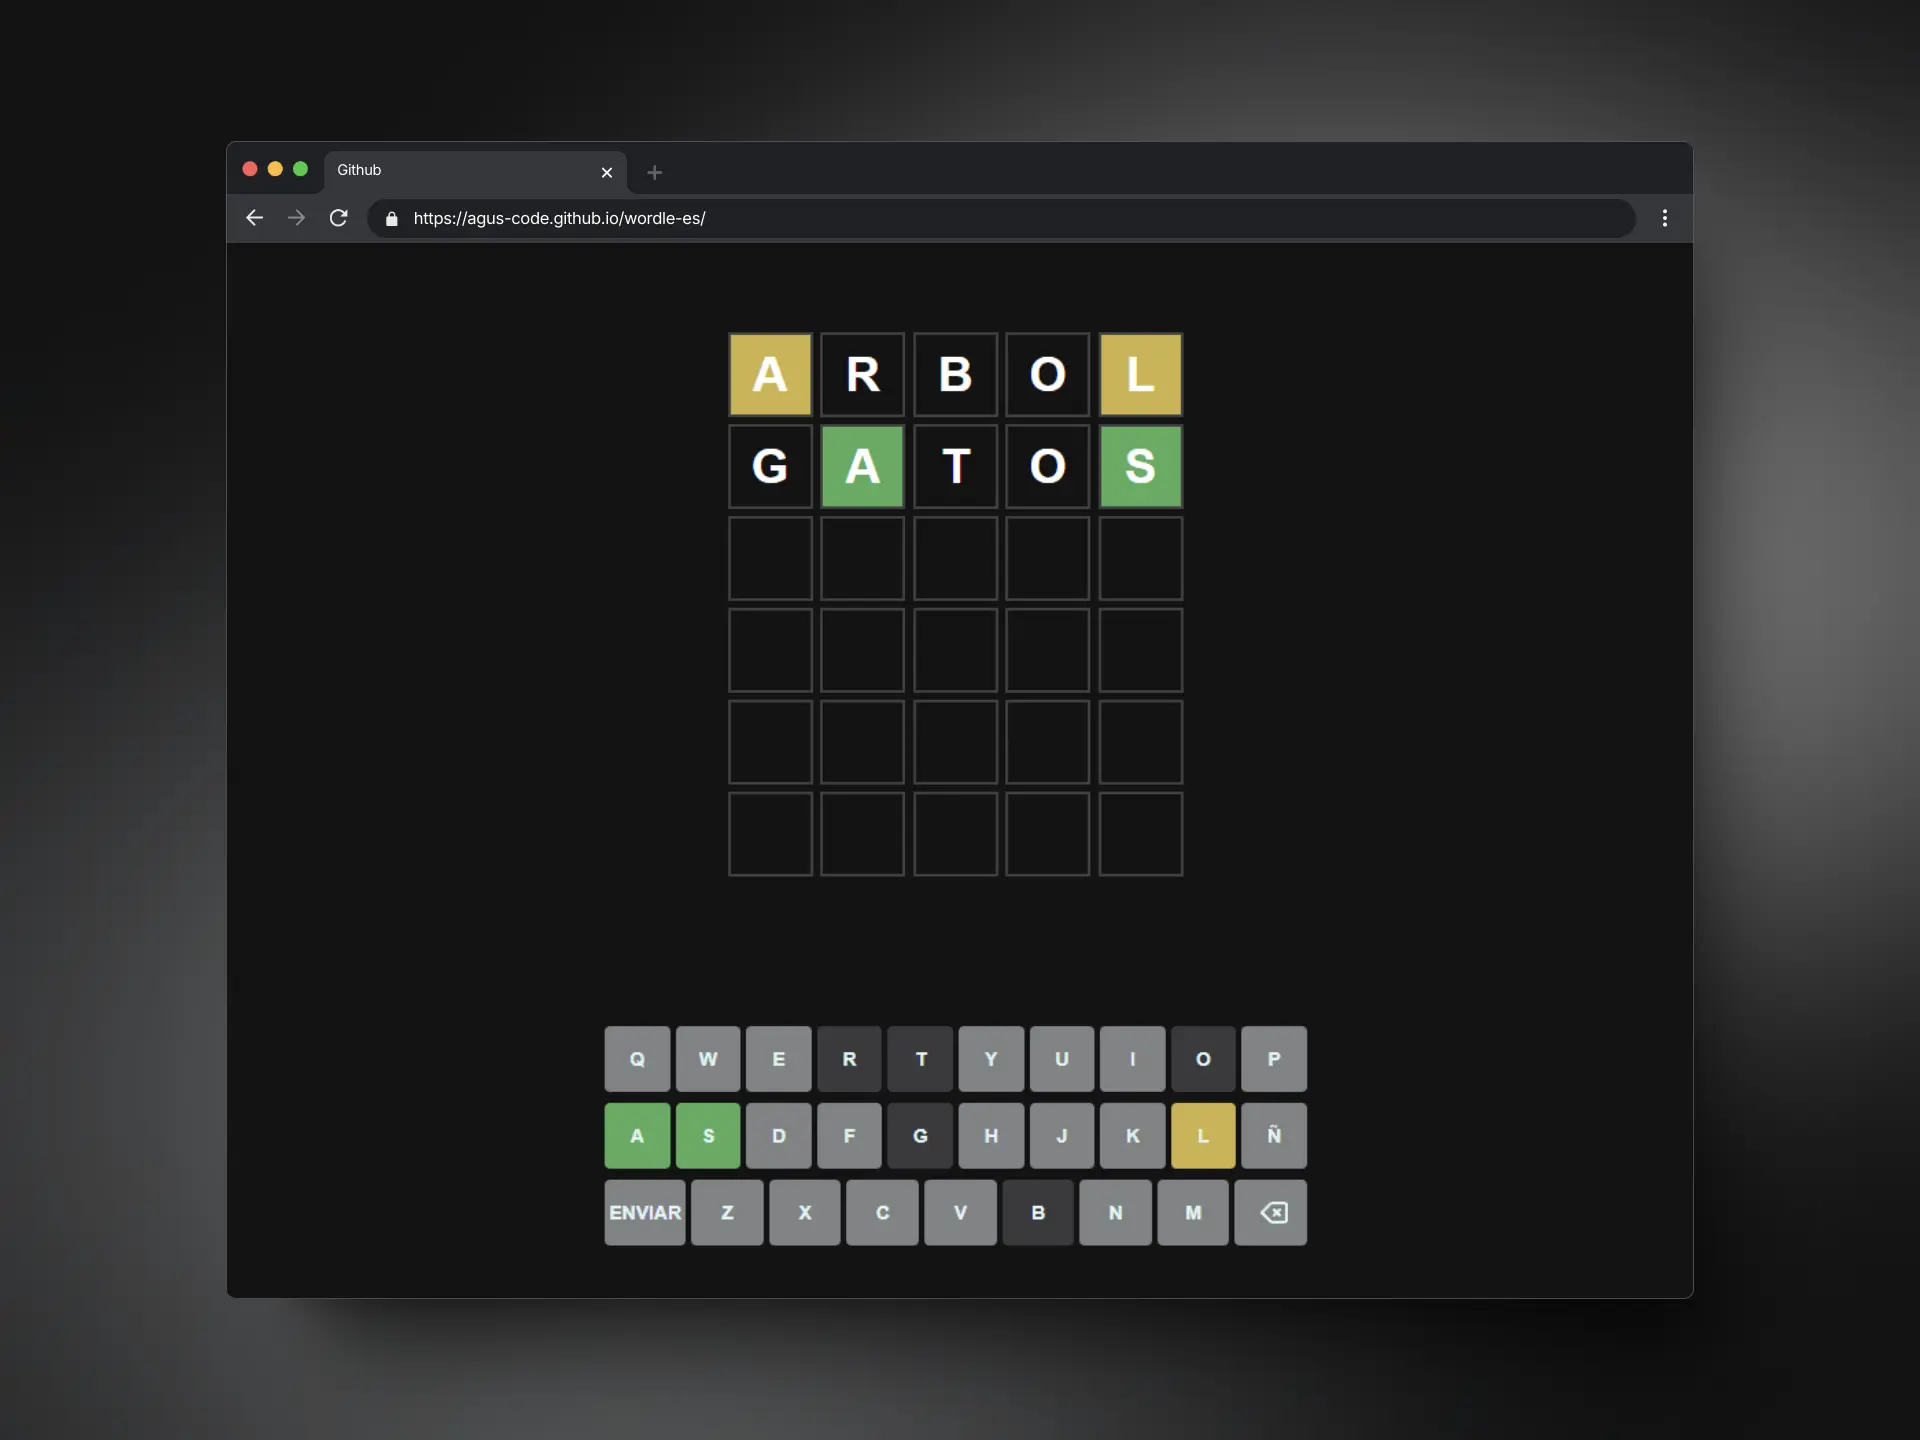 Github
https://agus-code.github.io/wordle-es/
A R B O L
G A T O S
Q W E R T Y U I O P
A S D F G H J K L Ñ
ENVIAR Z X C V B N M